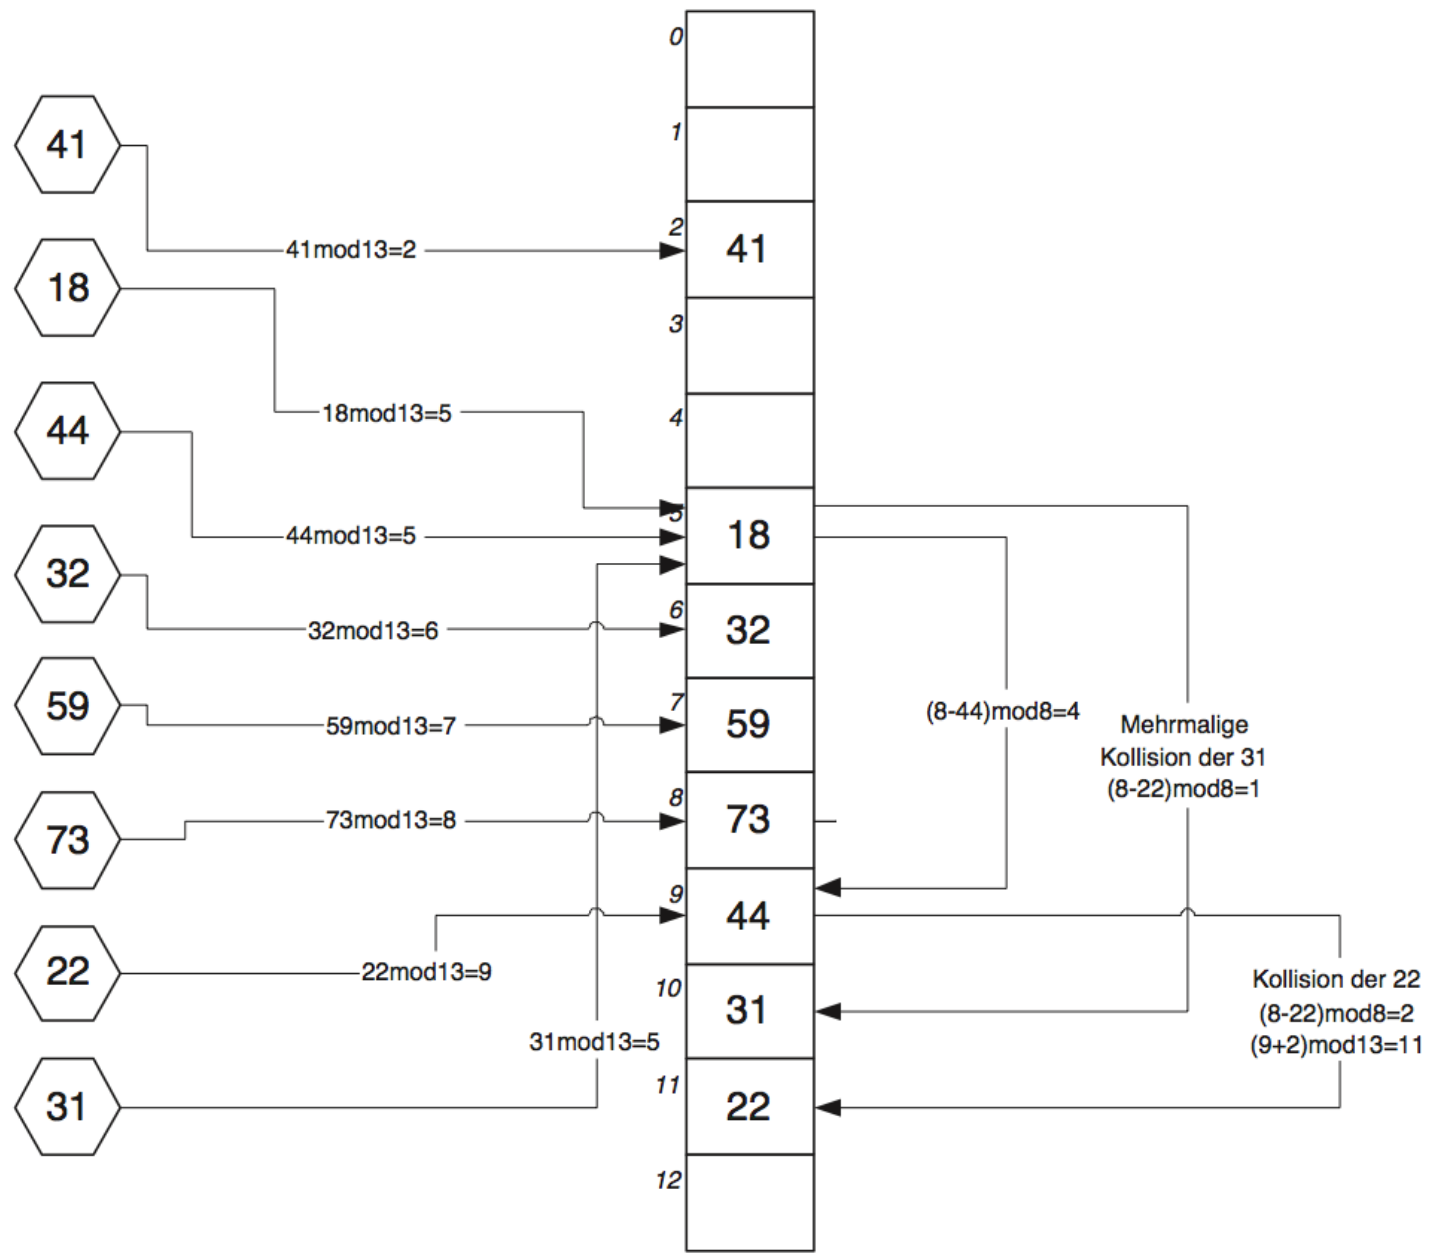 0
1
41
2
41
41mod13=2
18
3
18mod13=5
4
44
5
18
44mod13=5
32
6
32
32mod13=6
59
7
59
59mod13=7
(8-44)mod8=4
Mehrmalige
Kollision der 31
(8-22)mod8=1
73
8
73
73mod13=8
9
44
22
22mod13=9
10
31
Kollision der 22
(8-22)mod8=2
(9+2)mod13=11
31mod13=5
31
11
22
12